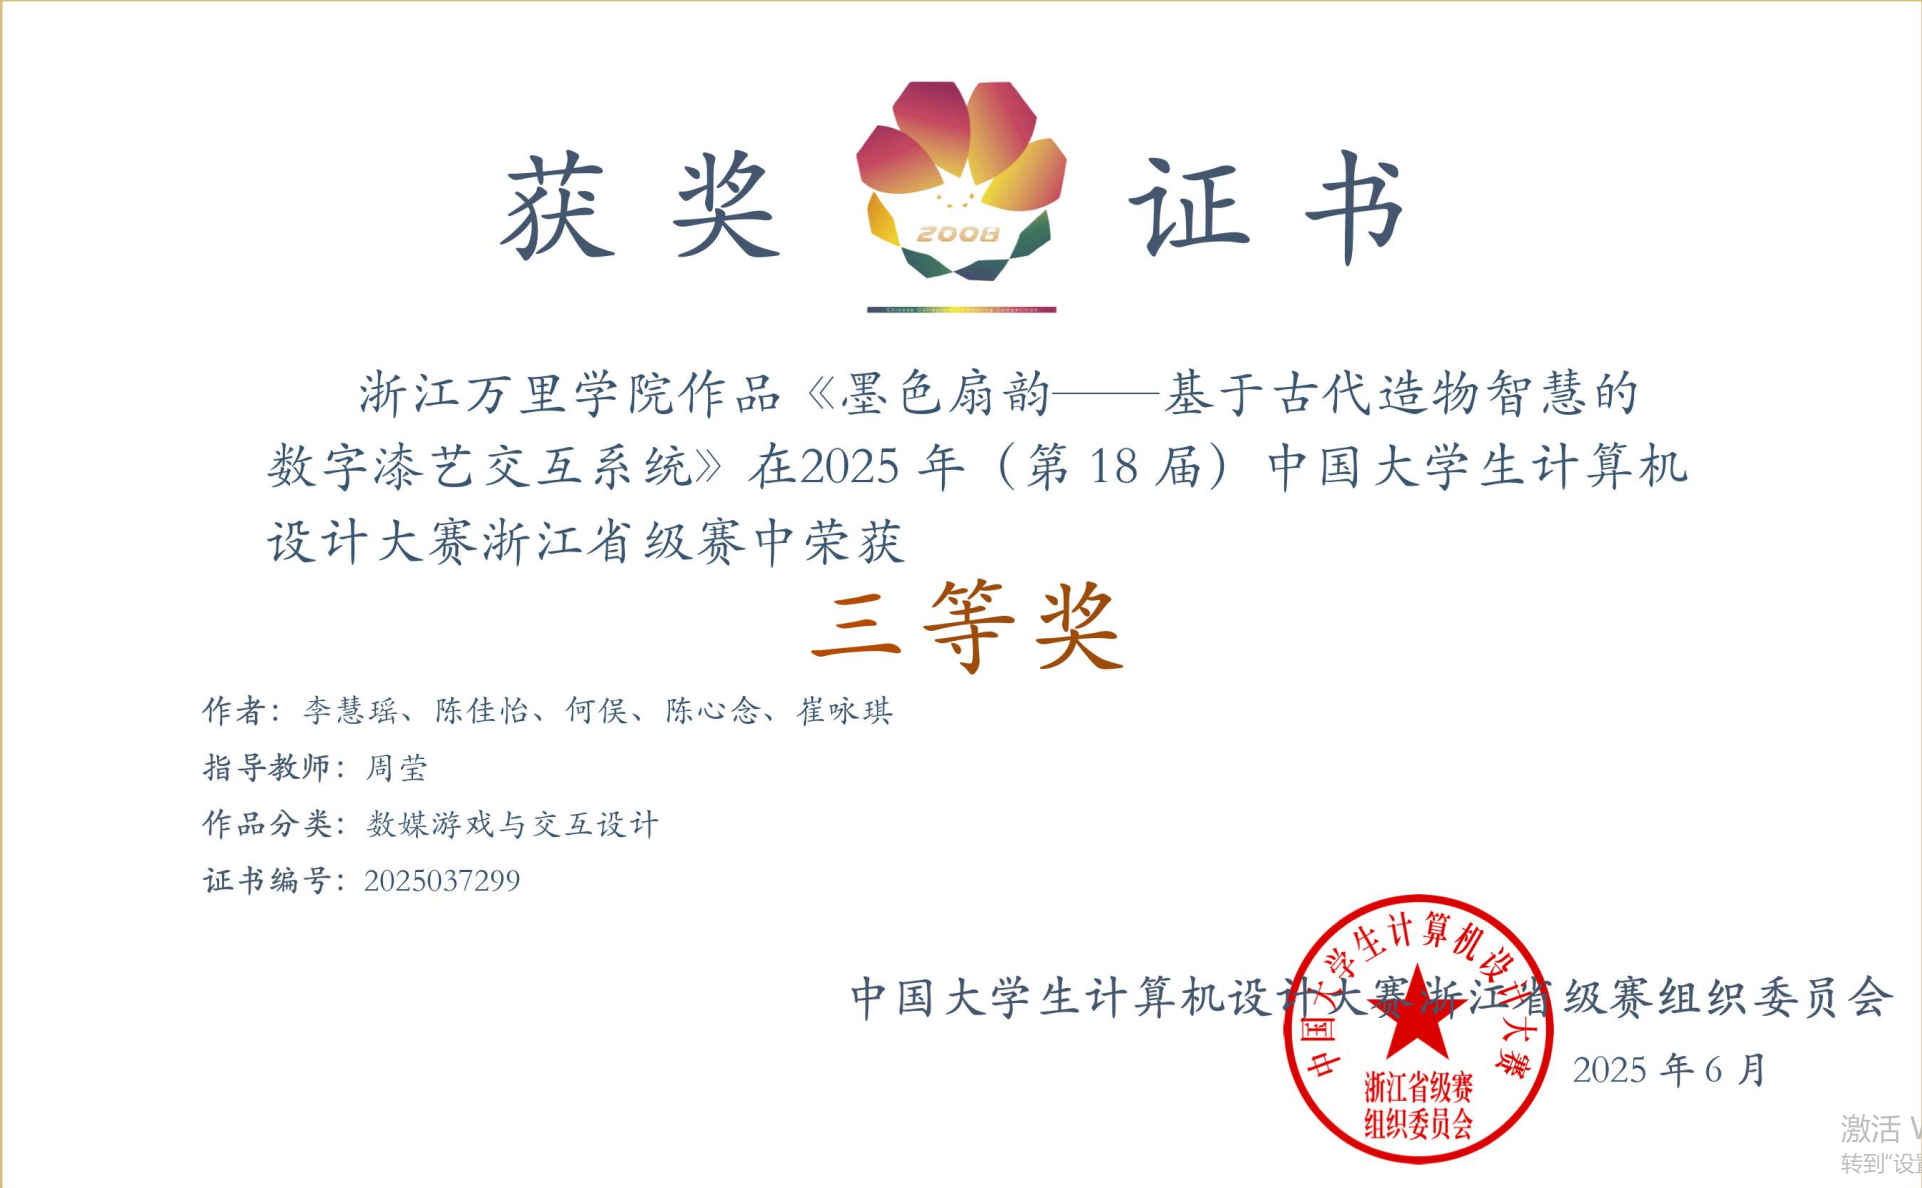 获奖 证书
2008
Chinese Collegiate Computing Competition
浙江万里学院作品《墨色扇韵——基于古代造物智慧的
数字漆艺交互系统》在2025 年（第 18 届）中国大学生计算机
设计大赛浙江省级赛中荣获
三等奖
作者：李慧瑶、陈佳怡、何俣、陈心念、崔咏琪
指导教师：周莹
作品分类：数媒游戏与交互设计
证书编号：2025037299
中国大学生计算机设计大赛浙江省级赛组织委员会
2025 年 6 月
中国大学生计算机设计大赛
浙江省级赛
组织委员会
激活 W
转到“设置